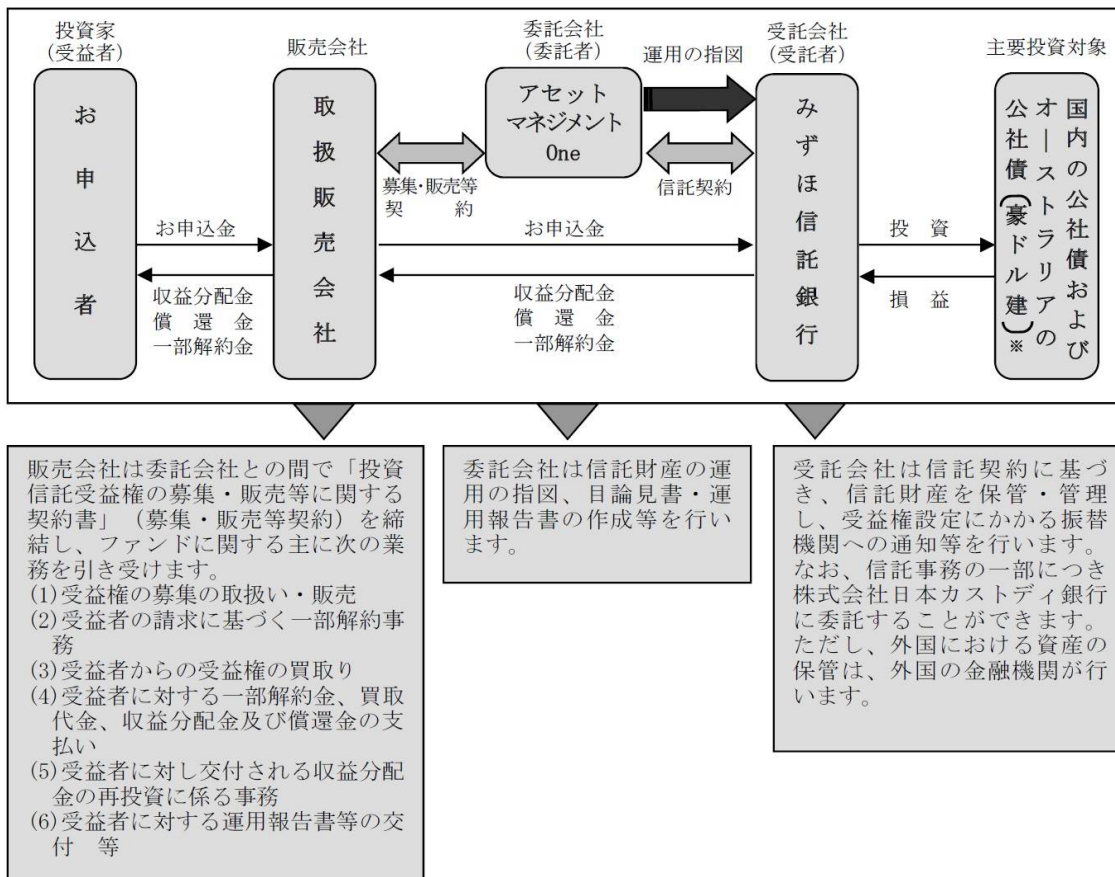 投資家
(受益者)
お申込者
販売会社
取扱販売会社
委託会社
(委託者)
アセット
マネジメント
One
運用の指図
受託会社
(受託者)
みずほ信託銀行
主要投資対象
国内の公社債および
オーストラリアの
公社債(豪ドル建)※
募集・販売等
契　　　約
信託契約
お申込金
お申込金
投　資
収益分配金
償　還　金
一部解約金
収益分配金
償　還　金
一部解約金
損　益
販売会社は委託会社との間で「投資
信託受益権の募集・販売等に関する
契約書」（募集・販売等契約）を締
結し、ファンドに関する主に次の業
務を引き受けます。
(1)受益権の募集の取扱い・販売
(2)受益者の請求に基づく一部解約事
務
(3)受益者からの受益権の買取り
(4)受益者に対する一部解約金、買取
代金、収益分配金及び償還金の支
払い
(5)受益者に対し交付される収益分配
金の再投資に係る事務
(6)受益者に対する運用報告書等の交
付　等
委託会社は信託財産の運
用の指図、目論見書・運
用報告書の作成等を行い
ます。
受託会社は信託契約に基づ
き、信託財産を保管・管理
し、受益権設定にかかる振替
機関への通知等を行います。
なお、信託事務の一部につき
株式会社日本カストディ銀行
に委託することができます。
ただし、外国における資産の
保管は、外国の金融機関が行
います。